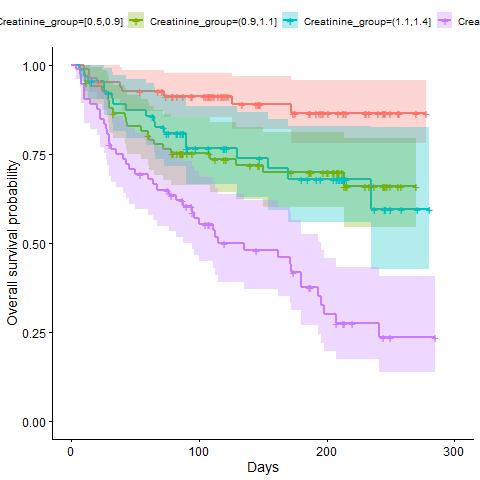 Creatinine_group=[0.5,0.9] Creatinine_group=(0.9,1.1] Creatinine_group=(1.1,1.4] Crea
1.00
0.75
0.50
0.25
0.00
Overall survival probability
0 100 200 300
Days